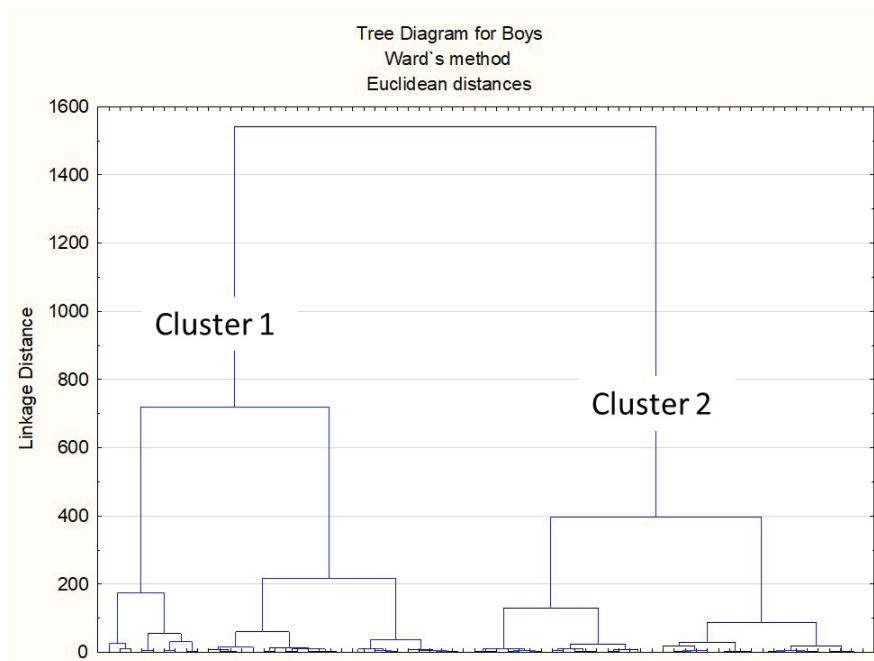 Tree Diagram for Boys
Ward`s method
Euclidean distances
1600
1400
1200
1000
800
600
400
200
0
Linkage Distance
Cluster 1
Cluster 2